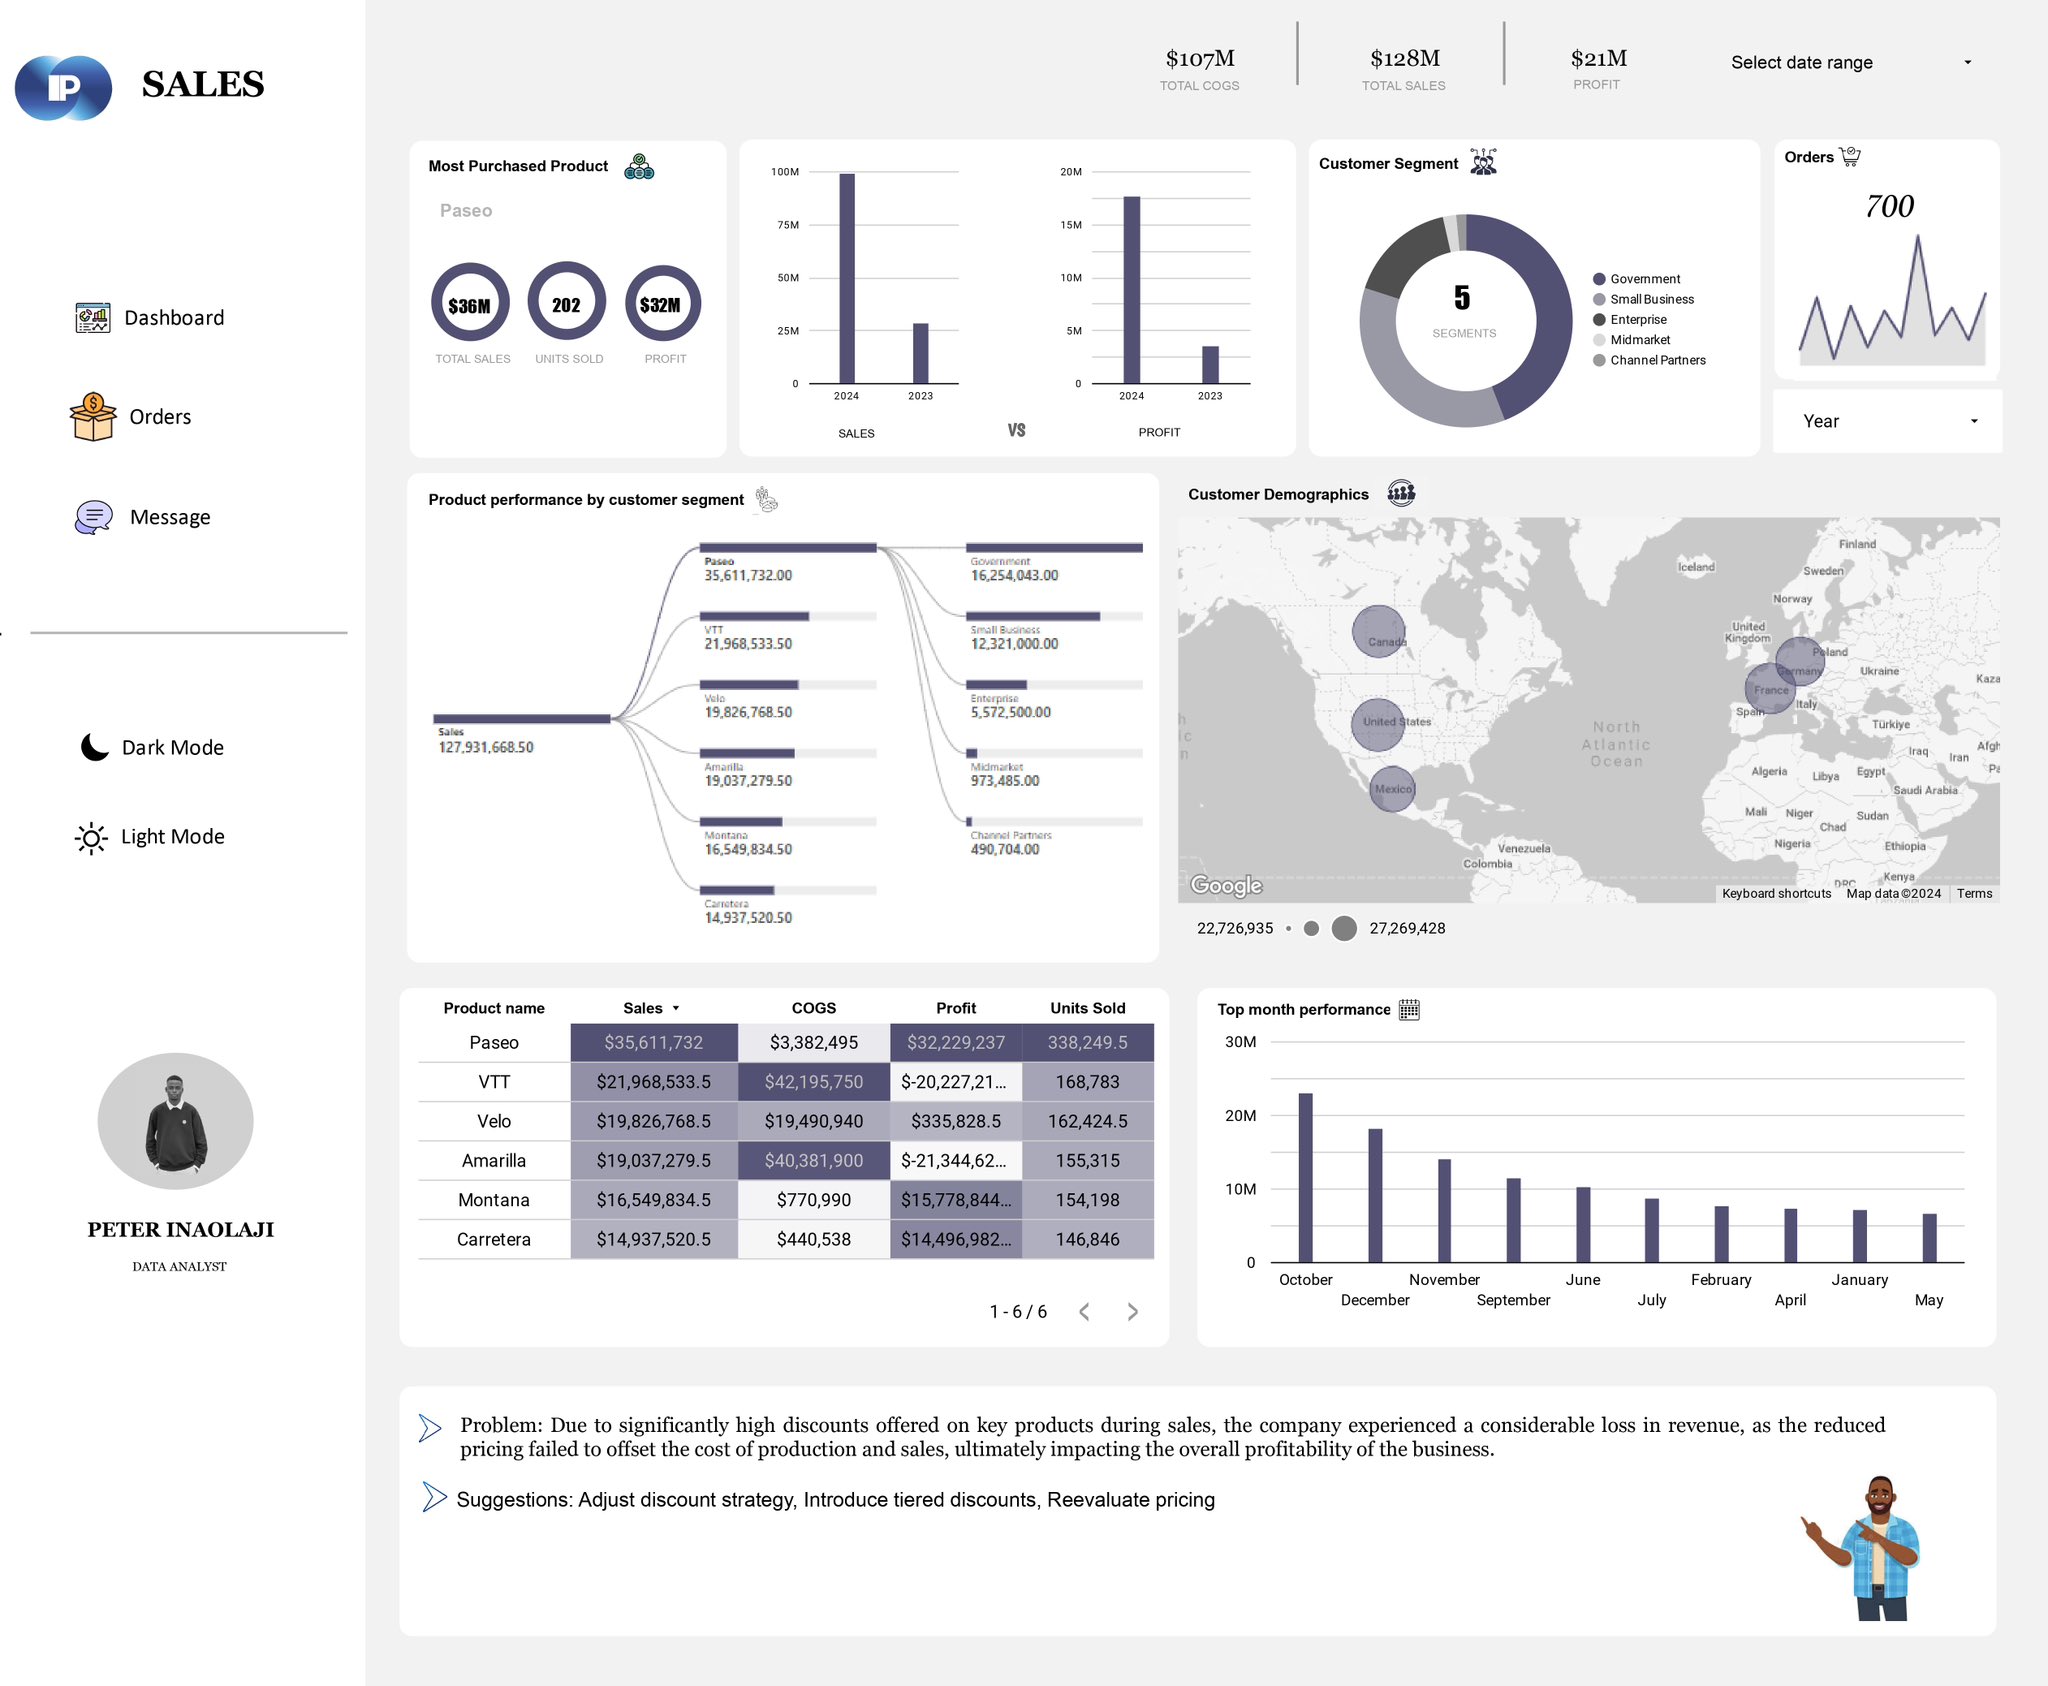 IP
SALES
$107M
TOTAL COGS
$128M
TOTAL SALES
$21M
PROFIT
Select date range
Dashboard
Orders
Message
Dark Mode
Light Mode
PETER INAOLAJI
DATA ANALYST
Most Purchased Product
Paseo
$36M
202
$32M
TOTAL SALES
UNITS SOLD
PROFIT
100M
75M
50M
25M
0
2024
2023
SALES
VS
20M
15M
10M
5M
0
2024
2023
PROFIT
Customer Segment
5
SEGMENTS
Government
Small Business
Enterprise
Midmarket
Channel Partners
Orders
700
Year
Product performance by customer segment
Sales
127,931,668.50
Paseo
35,611,732.00
VTT
21,968,533.50
Velo
19,826,768.50
Amarilla
19,037,279.50
Montana
16,549,834.50
Carretera
14,937,520.50
Government
16,254,043.00
Small Business
12,321,000.00
Enterprise
5,572,500.00
Midmarket
973,485.00
Channel Partners
490,704.00
Customer Demographics
Finland
Iceland
Sweden
Norway
United
Kingdom
Canada
Poland
Germany
Ukraine
France
Kaza
Italy
Spain
United States
Türkiye
North
Atlantic
Ocean
h
ic
n
Iraq
Afgh
Iran
Pa
Algeria
Libya
Egypt
Mexico
Saudi Arabia
Mali
Niger
Sudan
Chad
Nigeria
Ethiopia
Venezuela
Colombia
Kenya
DRC
Google
Keyboard shortcuts
Map data ©2024
Terms
22,726,935
27,269,428
Product name Sales COGS Profit Units Sold
Paseo $35,611,732 $3,382,495 $32,229,237 338,249.5
VTT $21,968,533.5 $42,195,750 $-20,227,21... 168,783
Velo $19,826,768.5 $19,490,940 $335,828.5 162,424.5
Amarilla $19,037,279.5 $40,381,900 $-21,344,62... 155,315
Montana $16,549,834.5 $770,990 $15,778,844... 154,198
Carretera $14,937,520.5 $440,538 $14,496,982... 146,846
1 - 6 / 6
Top month performance
30M
20M
10M
0
October
December
November
September
June
July
February
April
January
May
Problem: Due to significantly high discounts offered on key products during sales, the company experienced a considerable loss in revenue, as the reduced
pricing failed to offset the cost of production and sales, ultimately impacting the overall profitability of the business.
Suggestions: Adjust discount strategy, Introduce tiered discounts, Reevaluate pricing